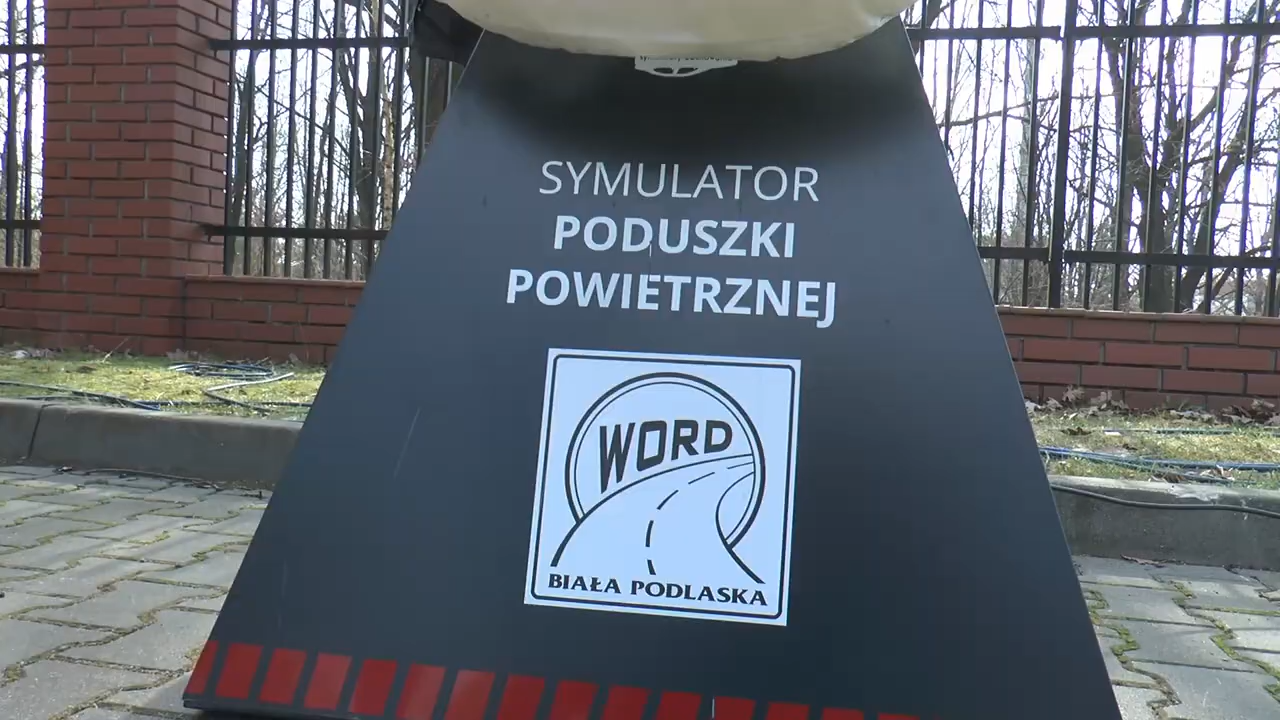 SYMULATOR
PODUSZKI
POWIETRZNEJ
WORD
BIAŁA PODLASKA